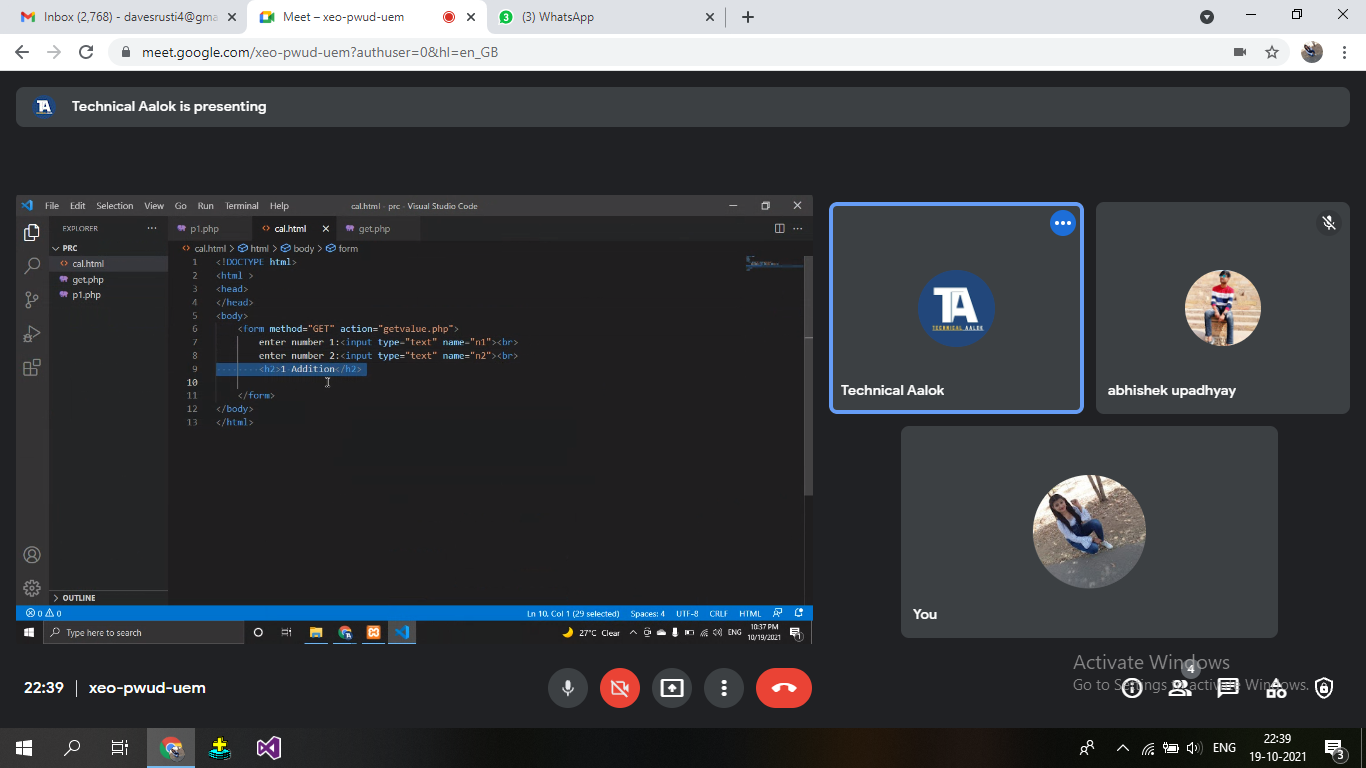 Inbox (2,768) - davesrusti4@gma
Meet – xeo-pwud-uem
3
(3) WhatsApp
meet.google.com/xeo-pwud-uem?authuser=0&hl=en_GB
TA
Technical Aalok is presenting
File Edit Selection View Go Run Terminal Help
cal.html - prc - Visual Studio Code
EXPLORER
p1.php
cal.html
get.php
PRC
cal.html > html > body > form
cal.html
get.php
p1.php
1 <!DOCTYPE html>
2 <html >
3 <head>
4 </head>
5 <body>
6 <form method="GET" action="getvalue.php">
7 enter number 1:<input type="text" name="n1"><br>
8 enter number 2:<input type="text" name="n2"><br>
9 <h2>1 Addition</h2>
10
11 </form>
12 </body>
13 </html>
OUTLINE
0 0
Ln 10, Col 1 (29 selected) Spaces: 4 UTF-8 CRLF HTML
Type here to search
27°C Clear
ENG
10:37 PM
10/19/2021
1
TA
TECHNICAL AALOK
Technical Aalok
abhishek upadhyay
You
22:39 | xeo-pwud-uem
4
Activate Windows
Go to Settings to activate Windows.
ENG
22:39
19-10-2021
3